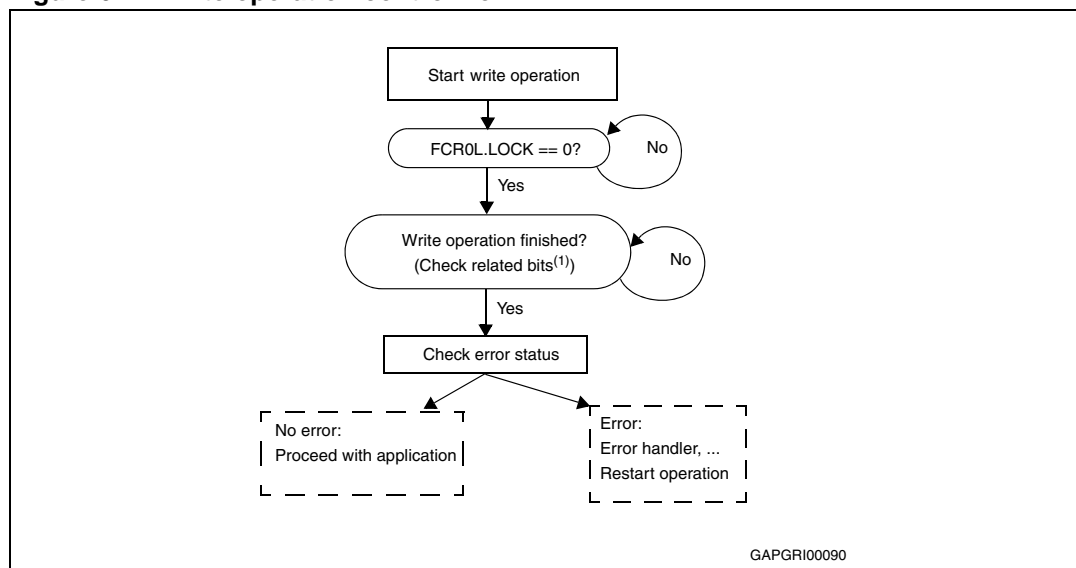 Start write operation
FCR0L.LOCK == 0?
No
Yes
Write operation finished?
(Check related bits(1))
No
Yes
Check error status
No error:
Proceed with application
Error:
Error handler, ...
Restart operation
GAPGRI00090